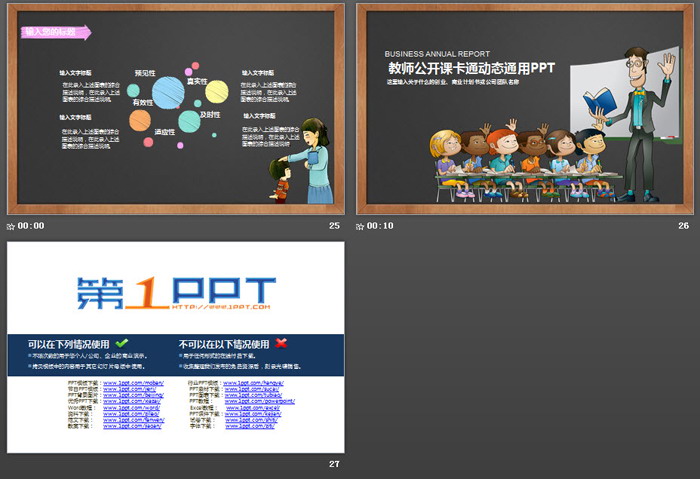 输入您的标题
预见性
真实性
有效性
及时性
适应性
输入文字标题
在此录入上述图表的综合
描述说明，在此录入上述
图表的综合描述说明。
输入文字标题
在此录入上述图表的综合
描述说明，在此录入上述
图表的综合描述说明。
输入文字标题
在此录入上述图表的综合
描述说明，在此录入上述
图表的综合描述说明。
输入文字标题
在此录入上述图表的综合
描述说明，在此录入上述
图表的综合描述说明
00:00
25
BUSINESS ANNUAL REPORT
教师公开课卡通动态通用PPT
这里输入关于什么的创业、商业计划书或公司团队名称
00:10
26
第1PPT
HTTP://WWW.1PPT.COM
可以在下列情况使用
不可以在以下情况使用
PPT模板下载：www.1ppt.com/moban/
行业PPT模板：www.1ppt.com/hangye/
节日PPT模板：www.1ppt.com/jieri/
PPT素材下载：www.1ppt.com/sucai/
PPT背景图片：www.1ppt.com/beijing/
PPT图表下载：www.1ppt.com/tubiao/
优秀PPT下载：www.1ppt.com/xiazai/
PPT教程：www.1ppt.com/powerpoint/
Word教程：www.1ppt.com/word/
Excel教程：www.1ppt.com/excel/
资料下载：www.1ppt.com/ziliao/
PPT课件下载：www.1ppt.com/kejian/
范文下载：www.1ppt.com/fanwen/
试卷下载：www.1ppt.com/shiti/
教案下载：www.1ppt.com/jiaoan/
字体下载：www.1ppt.com/ziti/
27